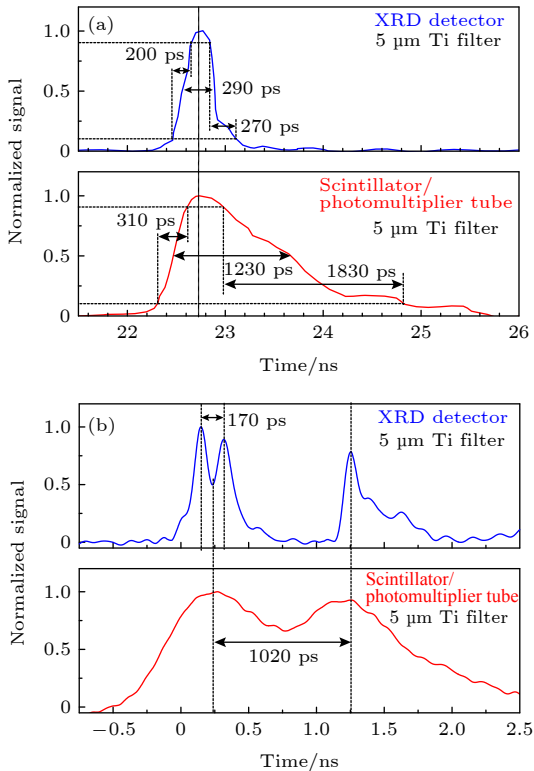 (a)
XRD detector
5 µm Ti filter
200 ps
290 ps
270 ps
1.0
0.5
0
Normalized signal
Scintillator/
photomultiplier tube
5 µm Ti filter
310 ps
1230 ps
1830 ps
1.0
0.5
0
22 23 24 25 26
Time/ns
(b)
170 ps
XRD detector
5 µm Ti filter
1.0
0.5
0
Normalized signal
Scintillator/
photomultiplier tube
5 µm Ti filter
1020 ps
1.0
0.5
0
−0.5 0 0.5 1.0 1.5 2.0 2.5
Time/ns